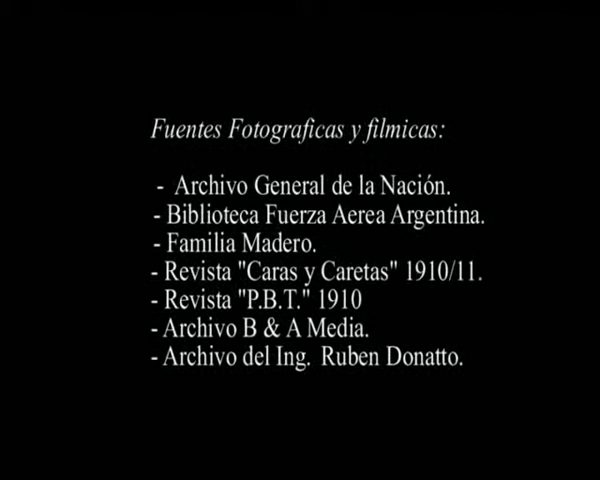 Fuentes Fotograficas y filmicas:
- Archivo General de la Nación.
- Biblioteca Fuerza Aerea Argentina.
- Familia Madero.
- Revista "Caras y Caretas" 1910/11.
- Revista "P.B.T." 1910
- Archivo B & A Media.
- Archivo del Ing. Ruben Donatto.